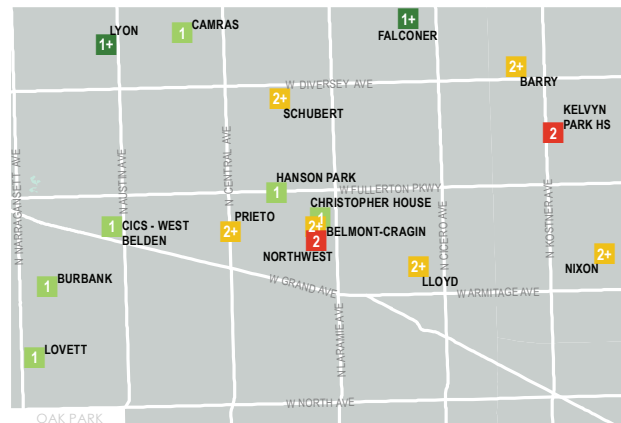 LYON
1+
CAMRAS
1
1+
FALCONER
W DIVERSEY AVE
2+
BARRY
2+
SCHUBERT
KELVYN
PARK HS
2
N NARRAGANSETT AVE
N AUSTIN AVE
N CENTRAL AVE
HANSON PARK
1
W FULLERTON PKWY
CHRISTOPHER HOUSE
1
1
CICS - WEST
BELDEN
PRIETO
2+
2+
BELMONT-CRAGIN
2
NORTHWEST
N CICERO AVE
N KOSTNER AVE
2+
NIXON
2+
LLOYD
W GRAND AVE
W ARMITAGE AVE
1
BURBANK
N LARAMIE AVE
1
LOVETT
W NORTH AVE
OAK PARK